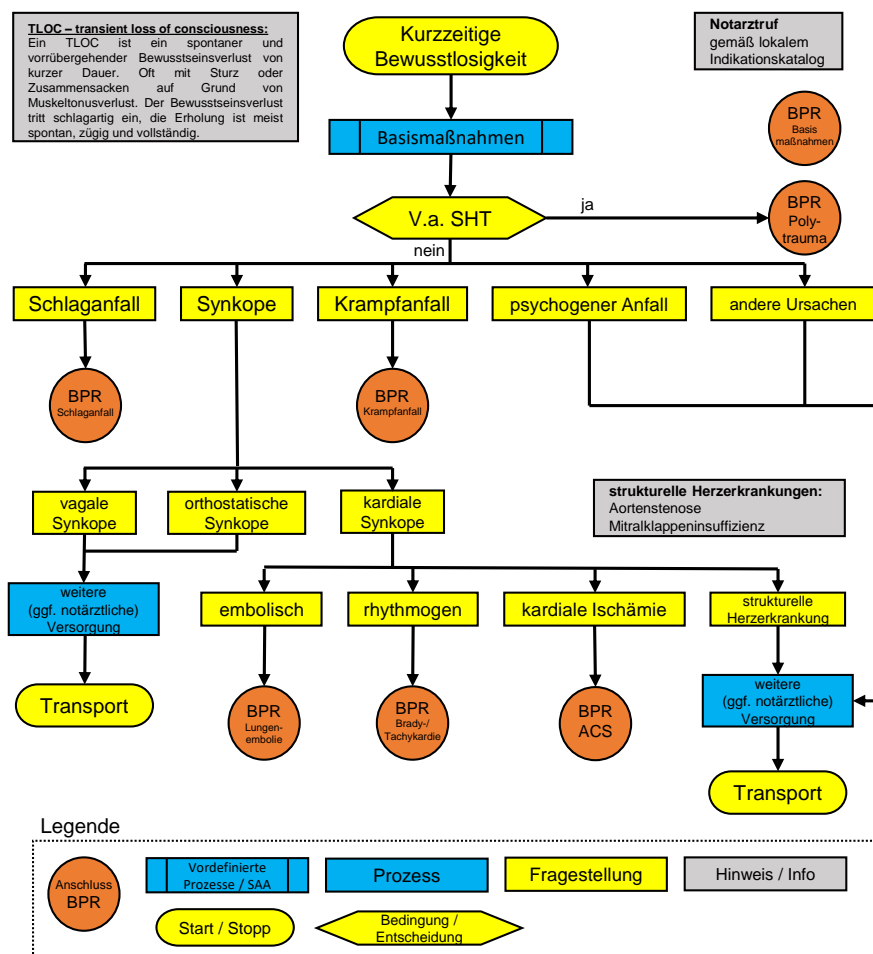 TLOC – transient loss of consciousness:
Ein TLOC ist ein spontaner und
vorrübergehender Bewusstseinsverlust von
kurzer Dauer. Oft mit Sturz oder
Zusammensacken auf Grund von
Muskeltonusverlust. Der Bewusstseinsverlust
tritt schlagartig ein, die Erholung ist meist
spontan, zügig und vollständig.
Kurzzeitige
Bewusstlosigkeit
Notarztruf
gemäß lokalem
Indikationskatalog
Basismaßnahmen
BPR
Basis
maßnahmen
V.a. SHT
ja
BPR
Poly-
trauma
nein
Schlaganfall
Synkope
Krampfanfall
psychogener Anfall
andere Ursachen
BPR
Schlaganfall
BPR
Krampfanfall
vagale
Synkope
orthostatische
Synkope
kardiale
Synkope
strukturelle Herzerkrankungen:
Aortenstenose
Mitralklappeninsuffizienz
weitere
(ggf. notärztliche)
Versorgung
embolisch
rhythmogen
kardiale Ischämie
strukturelle
Herzerkrankung
Transport
BPR
Lungen-
embolie
BPR
Brady-/
Tachykardie
BPR
ACS
weitere
(ggf. notärztliche)
Versorgung
Transport
Legende
Anschluss
BPR
Vordefinierte
Prozesse / SAA
Prozess
Fragestellung
Hinweis / Info
Start / Stopp
Bedingung /
Entscheidung